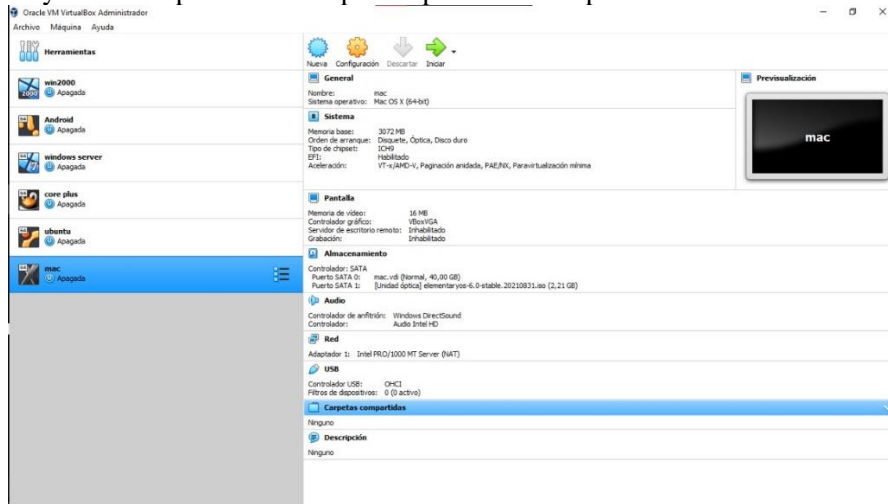 Oracle VM VirtualBox Administrador
Archivo Máquina Ayuda
Herramientas
win2000
Apagada
Android
Apagada
windows server
Apagada
core plus
Apagada
ubuntu
Apagada
mac
Apagada
Nueva Configuración Descartar Iniciar
General
Nombre: mac
Sistema operativo: Mac OS X (64-bit)
Sistema
Memoria base: 3072 MB
Orden de arranque: Disquete, Óptica, Disco duro
Tipo de chipset: ICH9
EFI: Habilitado
Aceleración: VT-x/AMD-V, Paginación anidada, PAE/NX, Paravirtualización mínima
Pantalla
Memoria de vídeo: 16 MB
Controlador gráfico: VBoxVGA
Servidor de escritorio remoto: Inhabilitado
Grabación: Inhabilitado
Almacenamiento
Controlador: SATA
Puerto SATA 0: mac.vdi (Normal, 40,00 GB)
Puerto SATA 1: [Unidad óptica] elementaryos-6.0-stable.20210831.iso (2,21 GB)
Audio
Controlador de anfitrión: Windows DirectSound
Controlador: Audio Intel HD
Red
Adaptador 1: Intel PRO/1000 MT Server (NAT)
USB
Controlador USB: OHCI
Filtros de dispositivos: 0 (0 activo)
Carpetas compartidas
Ninguno
Descripción
Ninguno
Previsualización
mac